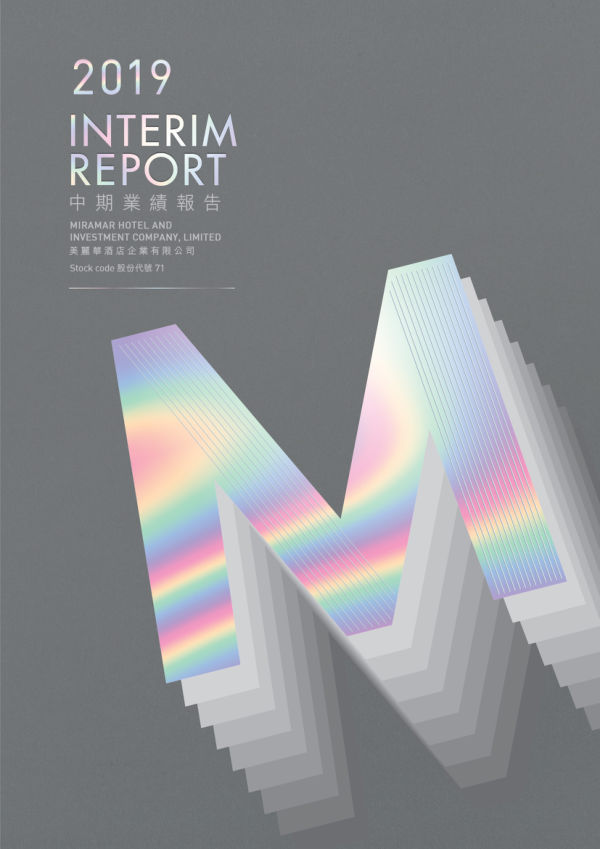 2019
INTERIM
REPORT
中期業績報告
MIRAMAR HOTEL AND
INVESTMENT COMPANY, LIMITED
美麗華酒店企業有限公司
Stock code 股份代號 71
M